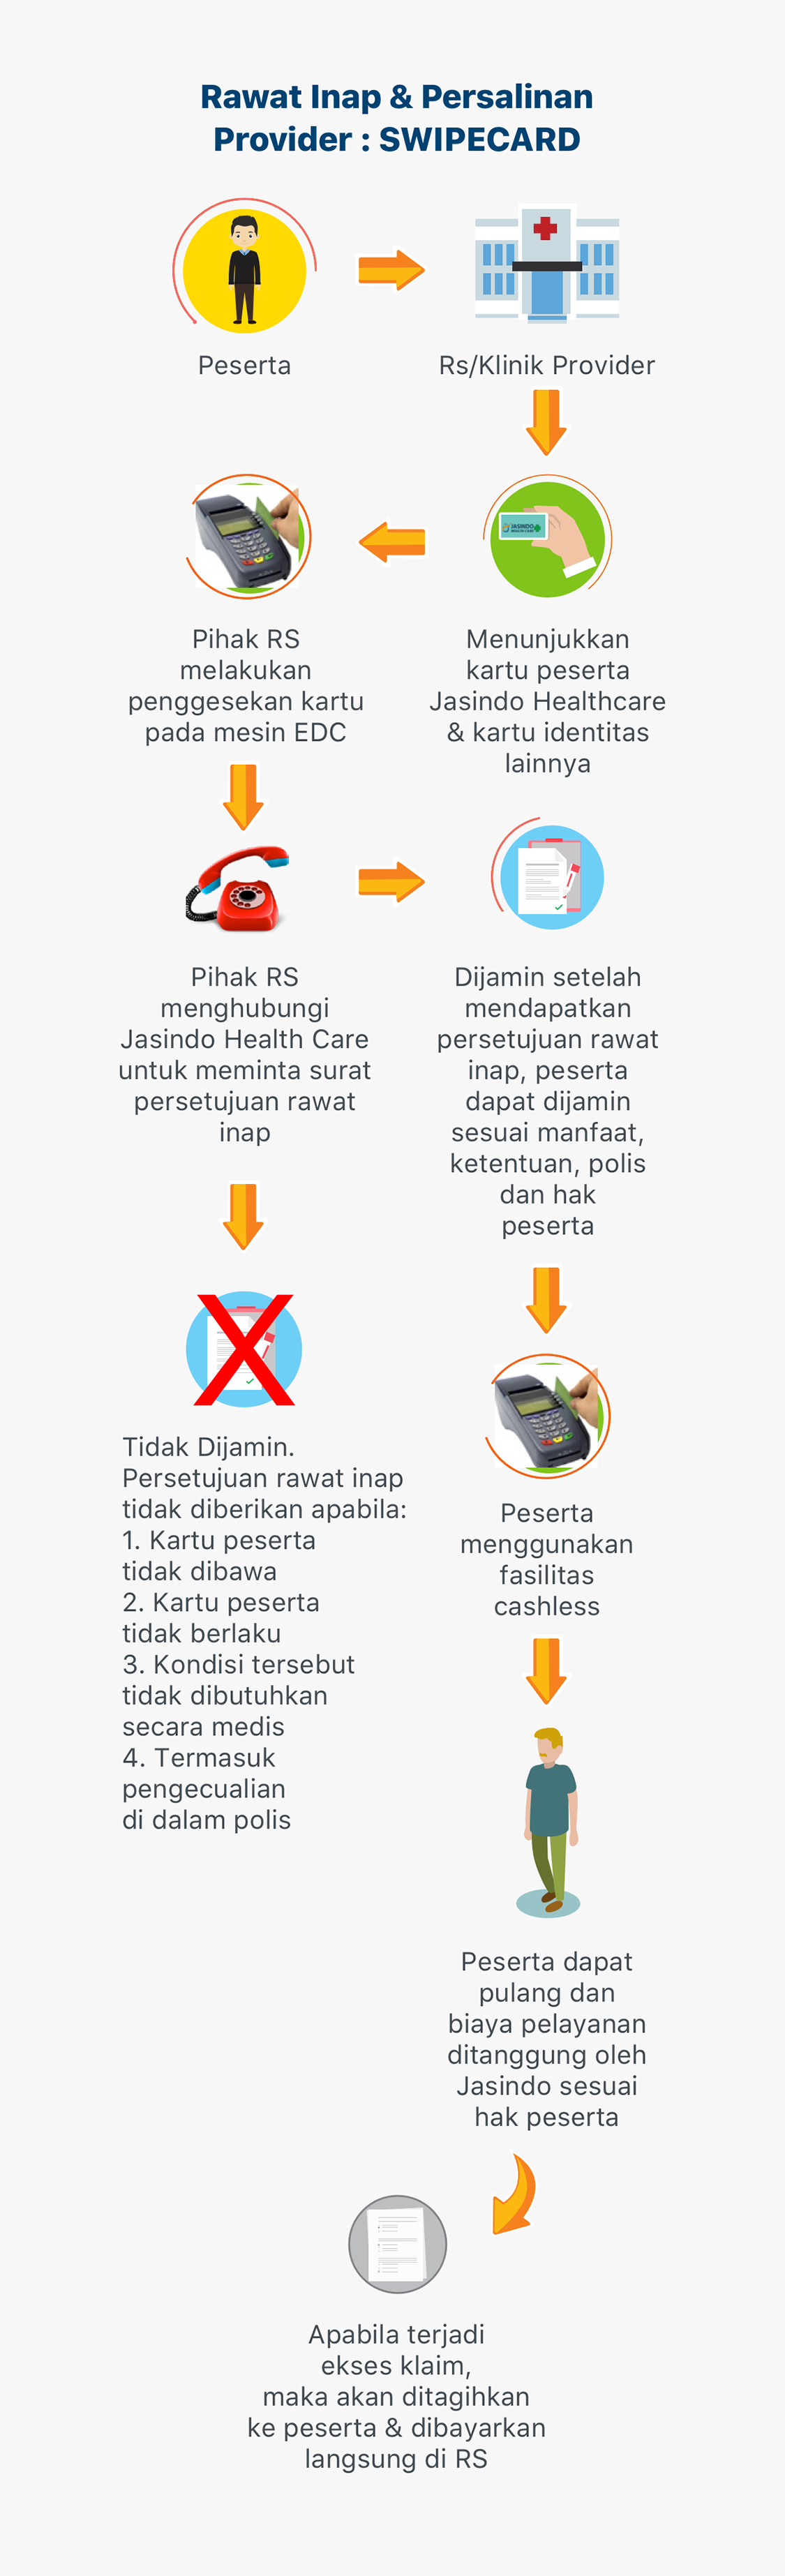 Rawat Inap & Persalinan
Provider : SWIPECARD
Peserta
Rs/Klinik Provider
JASINDO
HEALTH CARE
Menunjukkan
kartu peserta
Jasindo Healthcare
& kartu identitas
lainnya
Pihak RS
melakukan
penggesekan kartu
pada mesin EDC
Pihak RS
menghubungi
Jasindo Health Care
untuk meminta surat
persetujuan rawat
inap
Dijamin setelah
mendapatkan
persetujuan rawat
inap, peserta
dapat dijamin
sesuai manfaat,
ketentuan, polis
dan hak
peserta
X
Tidak Dijamin.
Persetujuan rawat inap
tidak diberikan apabila:
1. Kartu peserta
tidak dibawa
2. Kartu peserta
tidak berlaku
3. Kondisi tersebut
tidak dibutuhkan
secara medis
4. Termasuk
pengecualian
di dalam polis
Peserta
menggunakan
fasilitas
cashless
Peserta dapat
pulang dan
biaya pelayanan
ditanggung oleh
Jasindo sesuai
hak peserta
Apabila terjadi
ekses klaim,
maka akan ditagihkan
ke peserta & dibayarkan
langsung di RS